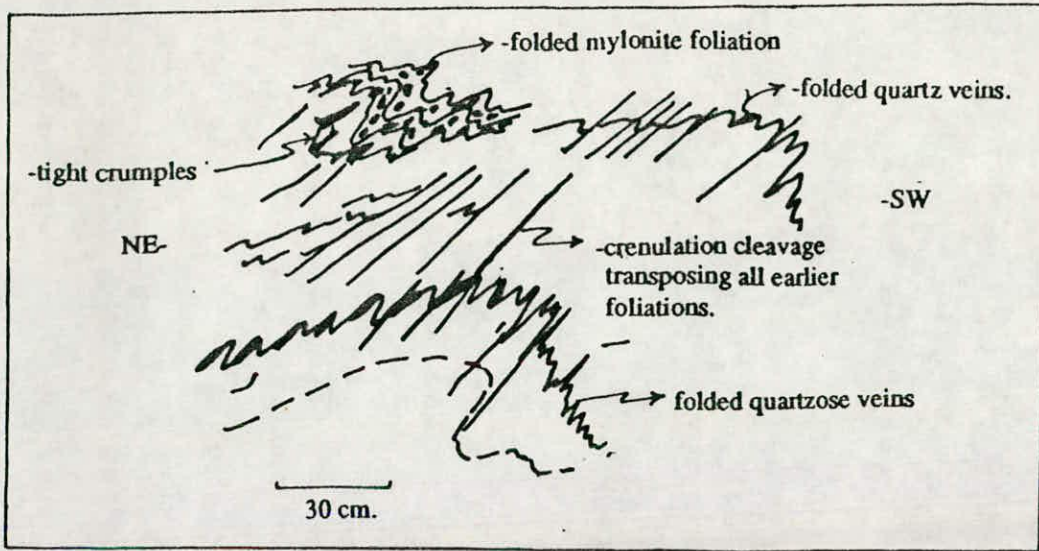 -folded mylonite foliation
-folded quartz veins.
-tight crumples
-SW
NE-
-crenulation cleavage
transposing all earlier
foliations.
folded quartzose veins
30 cm.